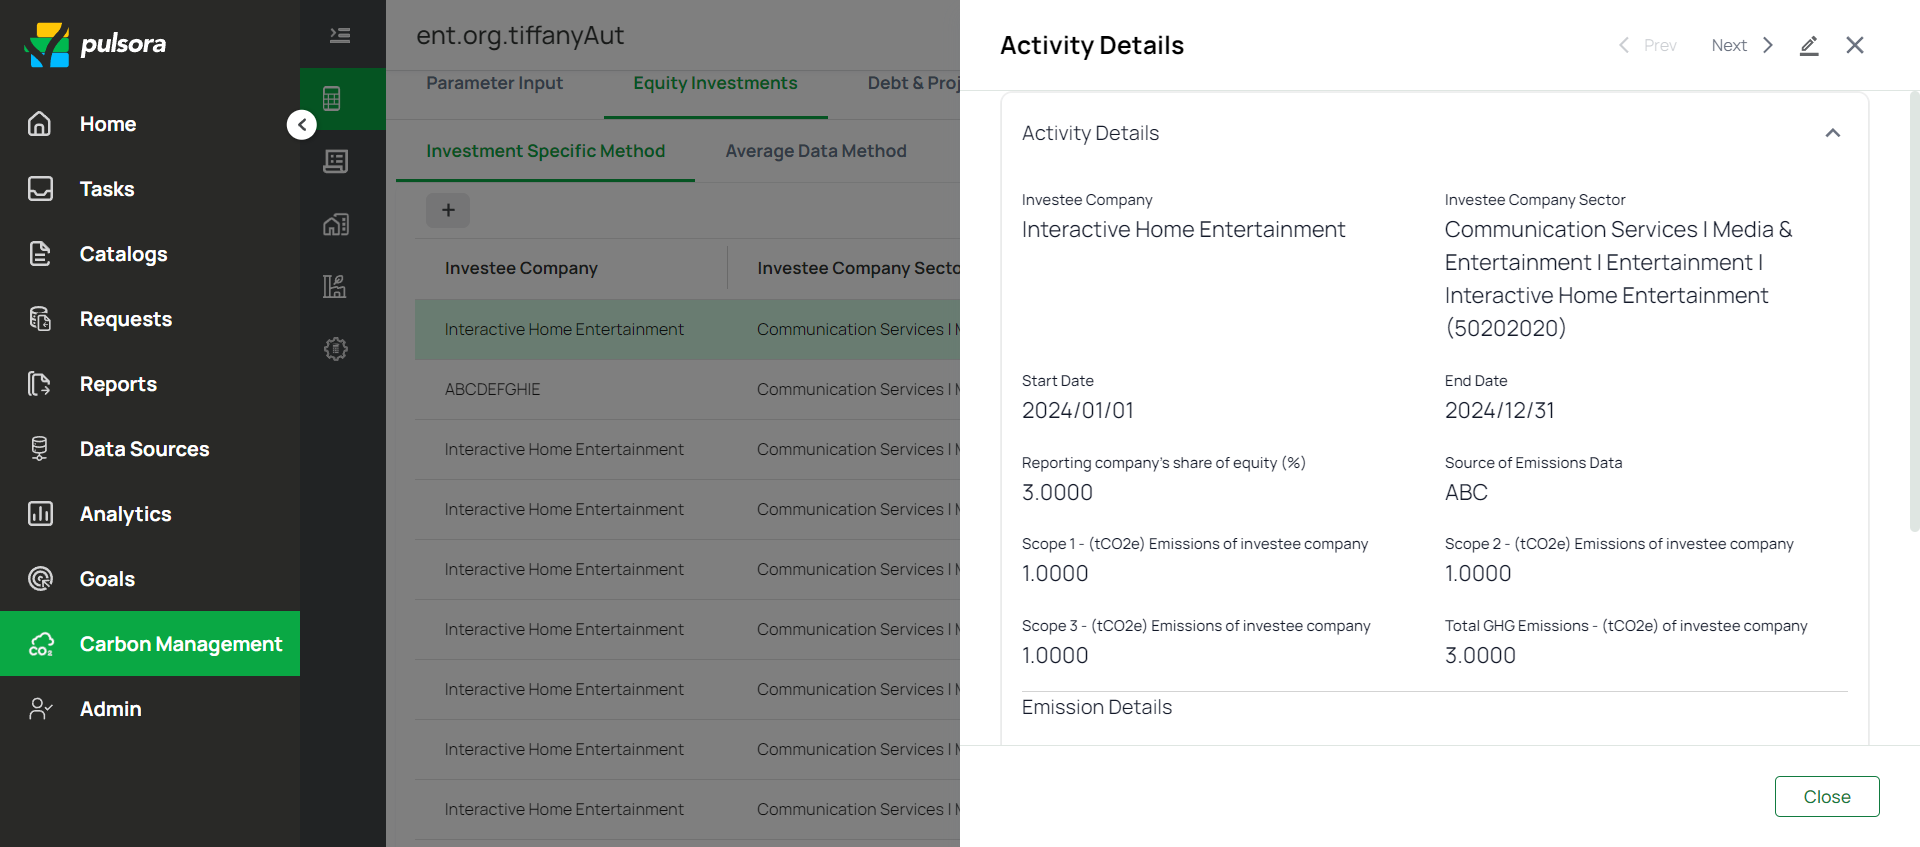 pulsora
Home
Tasks
Catalogs
Requests
Reports
Data Sources
Analytics
Goals
CO₂
Carbon Management
Admin
ent.org.tiffanyAut
Parameter Input
Equity Investments
Debt & Proj
Investment Specific Method
Average Data Method
+
Investee Company
Investee Company Secto
Interactive Home Entertainment
Communication Services | M
ABCDEFGHIE
Communication Services | M
Interactive Home Entertainment
Communication Services | M
Interactive Home Entertainment
Communication Services | M
Interactive Home Entertainment
Communication Services | M
Interactive Home Entertainment
Communication Services | M
Interactive Home Entertainment
Communication Services | M
Interactive Home Entertainment
Communication Services | M
Interactive Home Entertainment
Communication Services | M
Activity Details
Prev
Next
Activity Details
Investee Company
Interactive Home Entertainment
Investee Company Sector
Communication Services | Media &
Entertainment | Entertainment |
Interactive Home Entertainment
(50202020)
Start Date
2024/01/01
End Date
2024/12/31
Reporting company's share of equity (%)
3.0000
Source of Emissions Data
ABC
Scope 1 - (tCO2e) Emissions of investee company
1.0000
Scope 2 - (tCO2e) Emissions of investee company
1.0000
Scope 3 - (tCO2e) Emissions of investee company
1.0000
Total GHG Emissions - (tCO2e) of investee company
3.0000
Emission Details
Close